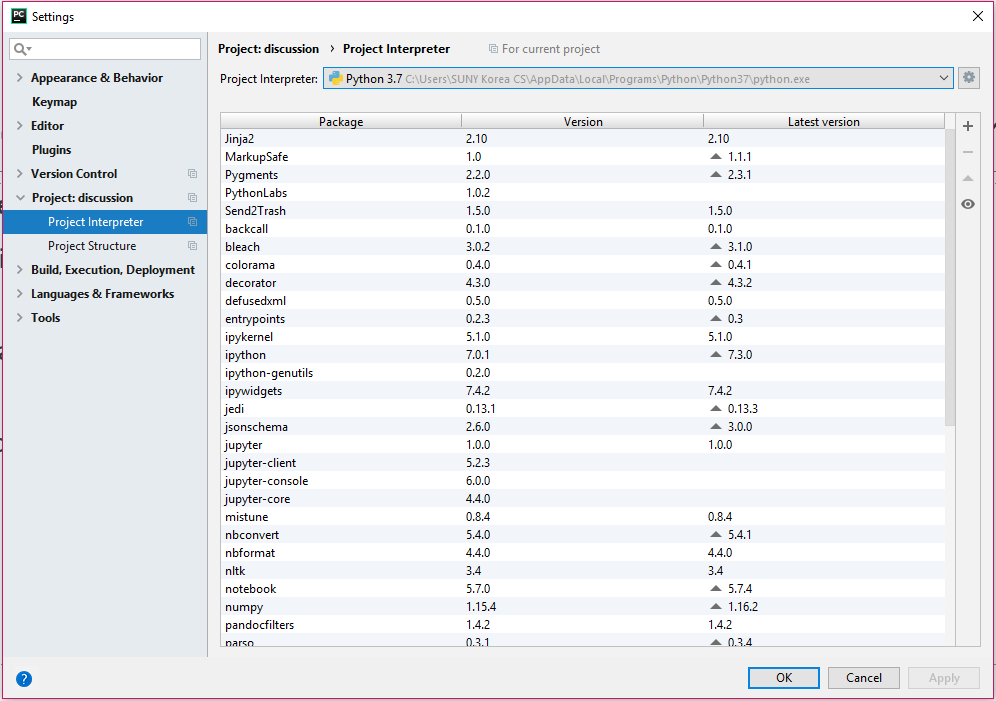 PC Settings
Project: discussion › Project Interpreter For current project
Appearance & Behavior
Keymap
Editor
Plugins
Version Control
Project: discussion
Project Interpreter
Project Structure
Build, Execution, Deployment
Languages & Frameworks
Tools
Project Interpreter: Python 3.7 C:\Users\SUNY Korea CS\AppData\Local\Programs\Python\Python37\python.exe
Package Version Latest version
Jinja2 2.10 2.10
MarkupSafe 1.0 1.1.1
Pygments 2.2.0 2.3.1
PythonLabs 1.0.2
Send2Trash 1.5.0 1.5.0
backcall 0.1.0 0.1.0
bleach 3.0.2 3.1.0
colorama 0.4.0 0.4.1
decorator 4.3.0 4.3.2
defusedxml 0.5.0 0.5.0
entrypoints 0.2.3 0.3
ipykernel 5.1.0 5.1.0
ipython 7.0.1 7.3.0
ipython-genutils 0.2.0
ipywidgets 7.4.2 7.4.2
jedi 0.13.1 0.13.3
jsonschema 2.6.0 3.0.0
jupyter 1.0.0 1.0.0
jupyter-client 5.2.3
jupyter-console 6.0.0
jupyter-core 4.4.0
mistune 0.8.4 0.8.4
nbconvert 5.4.0 5.4.1
nbformat 4.4.0 4.4.0
nltk 3.4 3.4
notebook 5.7.0 5.7.4
numpy 1.15.4 1.16.2
pandocfilters 1.4.2 1.4.2
parso 0.3.1 0.3.4
? OK Cancel Apply